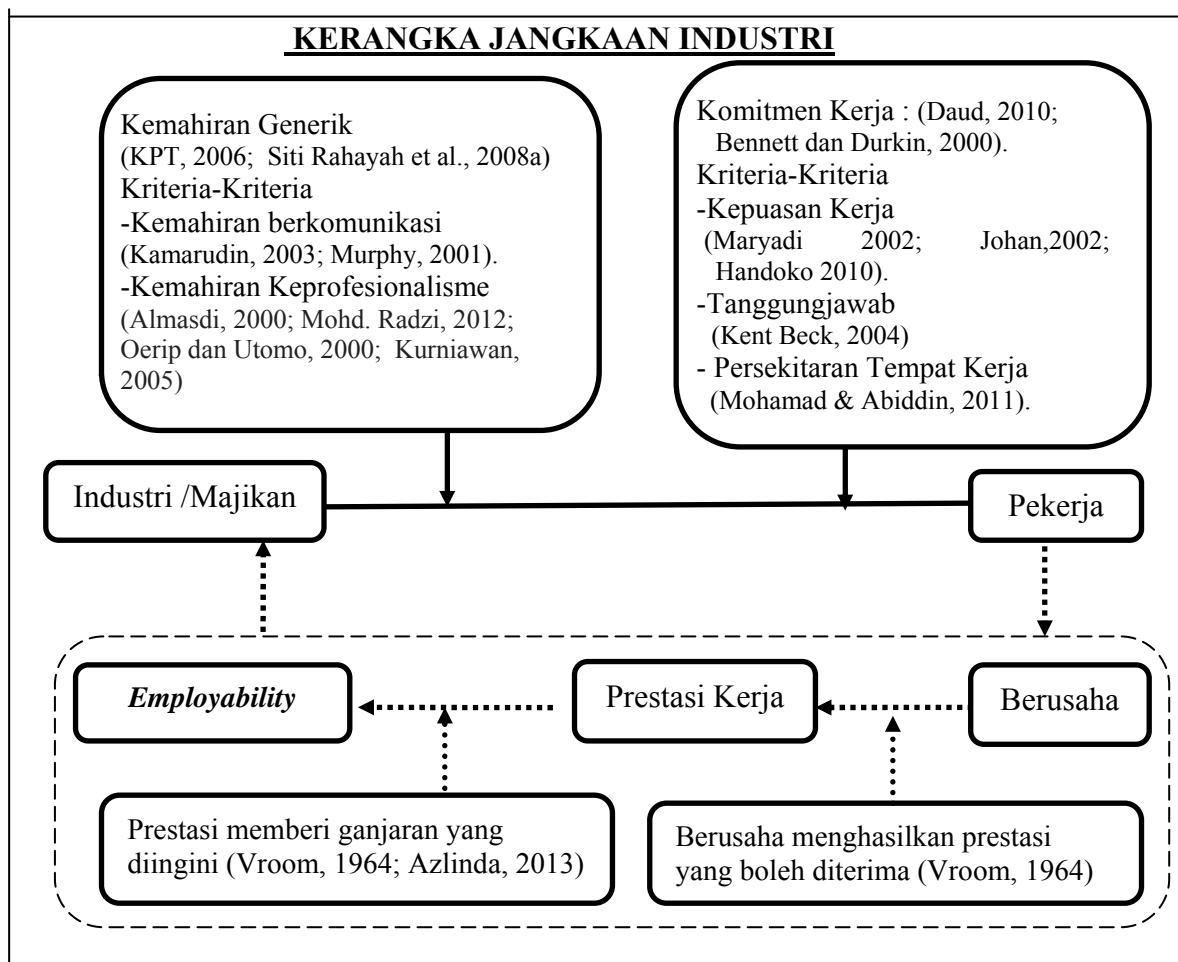 KERANGKA JANGKAAN INDUSTRI
Kemahiran Generik
(KPT, 2006; Siti Rahayah et al., 2008a)
Kriteria-Kriteria
-Kemahiran berkomunikasi
(Kamarudin, 2003; Murphy, 2001).
-Kemahiran Keprofesionalisme
(Almasdi, 2000; Mohd. Radzi, 2012;
Oerip dan Utomo, 2000; Kurniawan,
2005)
Komitmen Kerja : (Daud, 2010;
Bennett dan Durkin, 2000).
Kriteria-Kriteria
-Kepuasan Kerja
(Maryadi 2002; Johan,2002;
Handoko 2010).
-Tanggungjawab
(Kent Beck, 2004)
- Persekitaran Tempat Kerja
(Mohamad & Abiddin, 2011).
Industri /Majikan
Pekerja
Employability
Prestasi Kerja
Berusaha
Prestasi memberi ganjaran yang
diingini (Vroom, 1964; Azlinda, 2013)
Berusaha menghasilkan prestasi
yang boleh diterima (Vroom, 1964)